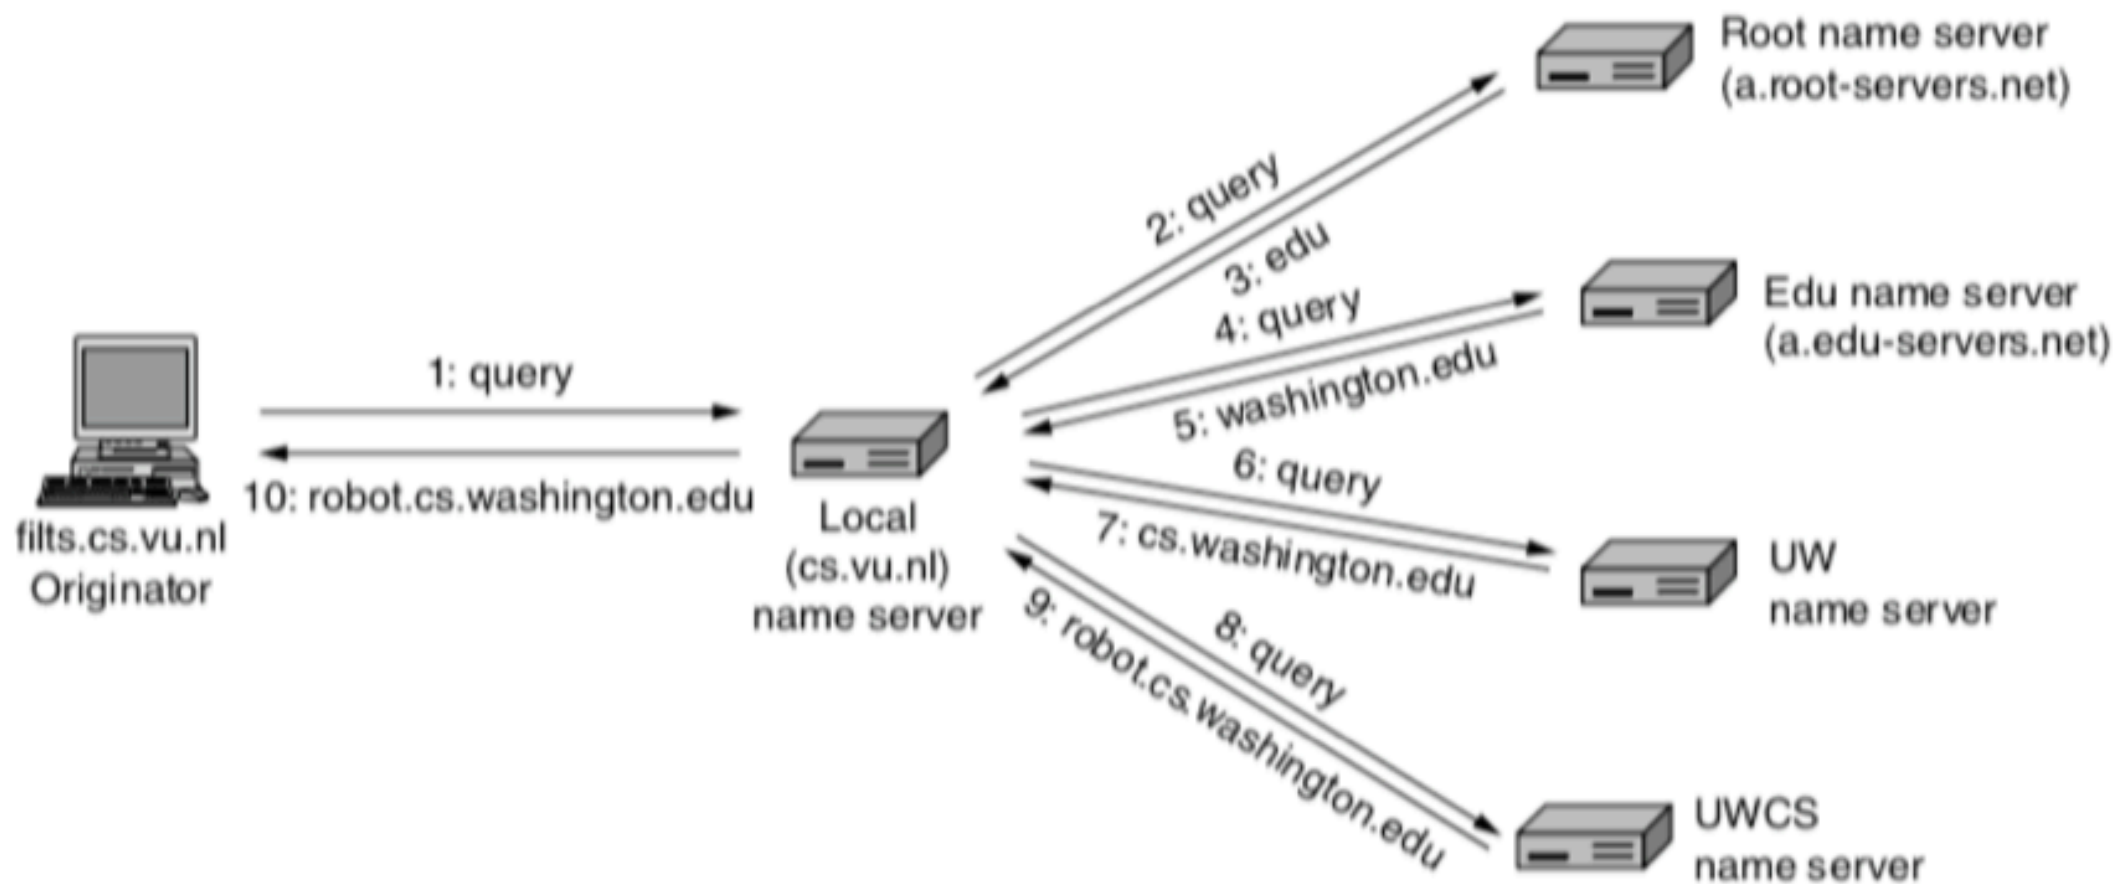 Root name server
(a.root-servers.net)
2: query
3: edu
4: query
Edu name server
(a.edu-servers.net)
5: washington.edu
1: query
10: robot.cs.washington.edu
filts.cs.vu.nl
Originator
Local
(cs.vu.nl)
name server
6: query
7: cs.washington.edu
UW
name server
8: query
9: robot.cs.washington.edu
UWCS
name server